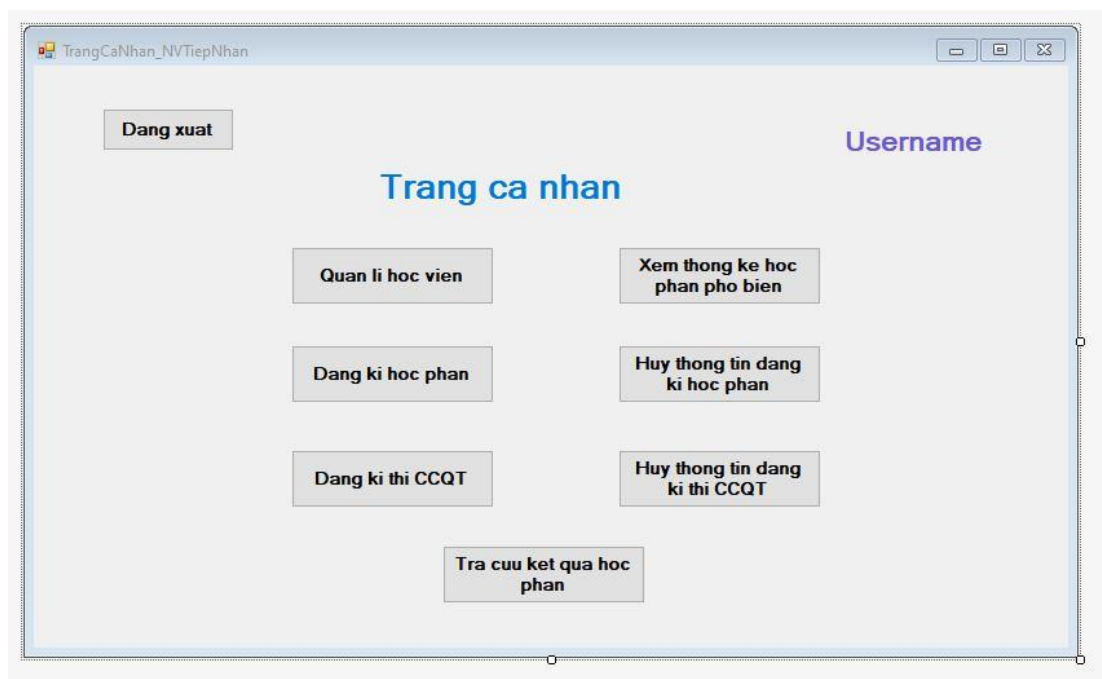 TrangCaNhan_NVTiepNhan
Dang xuat
Username
Trang ca nhan
Quan li hoc vien
Xem thong ke hoc
phan pho bien
Dang ki hoc phan
Huy thong tin dang
ki hoc phan
Dang ki thi CCQT
Huy thong tin dang
ki thi CCQT
Tra cuu ket qua hoc
phan